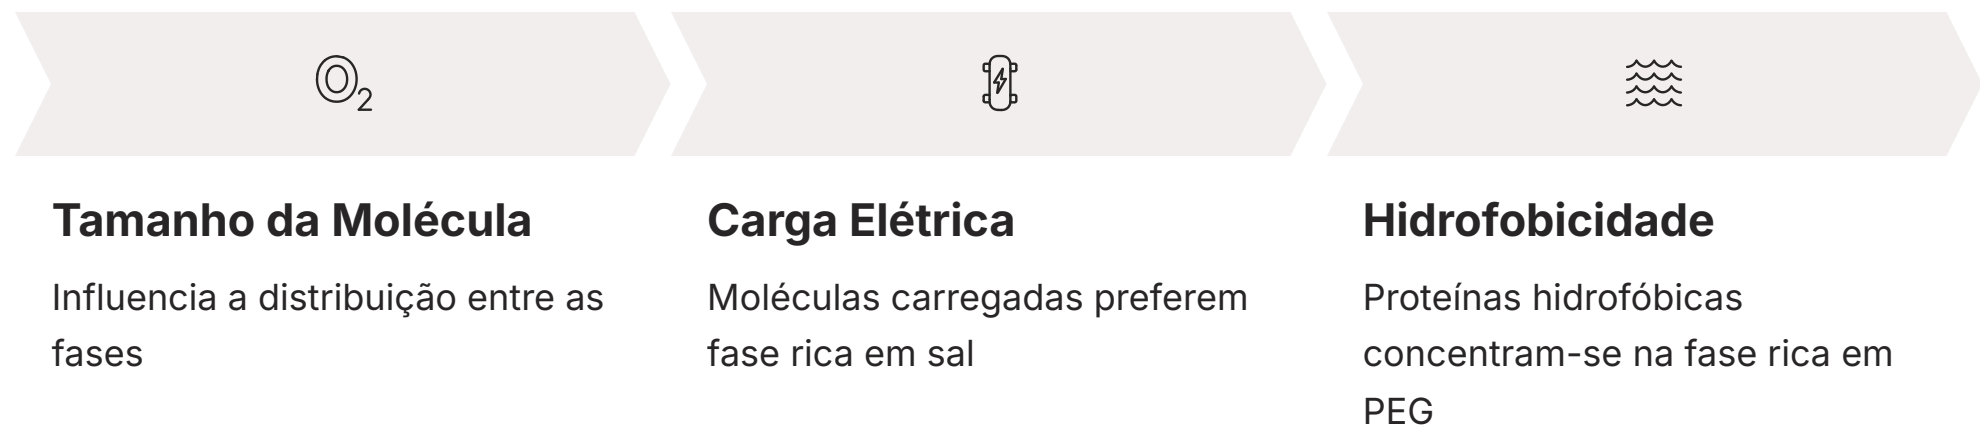 O2
Tamanho da Molécula
Influencia a distribuição entre as
fases
Carga Elétrica
Moléculas carregadas preferem
fase rica em sal
Hidrofobicidade
Proteínas hidrofóbicas
concentram-se na fase rica em
PEG